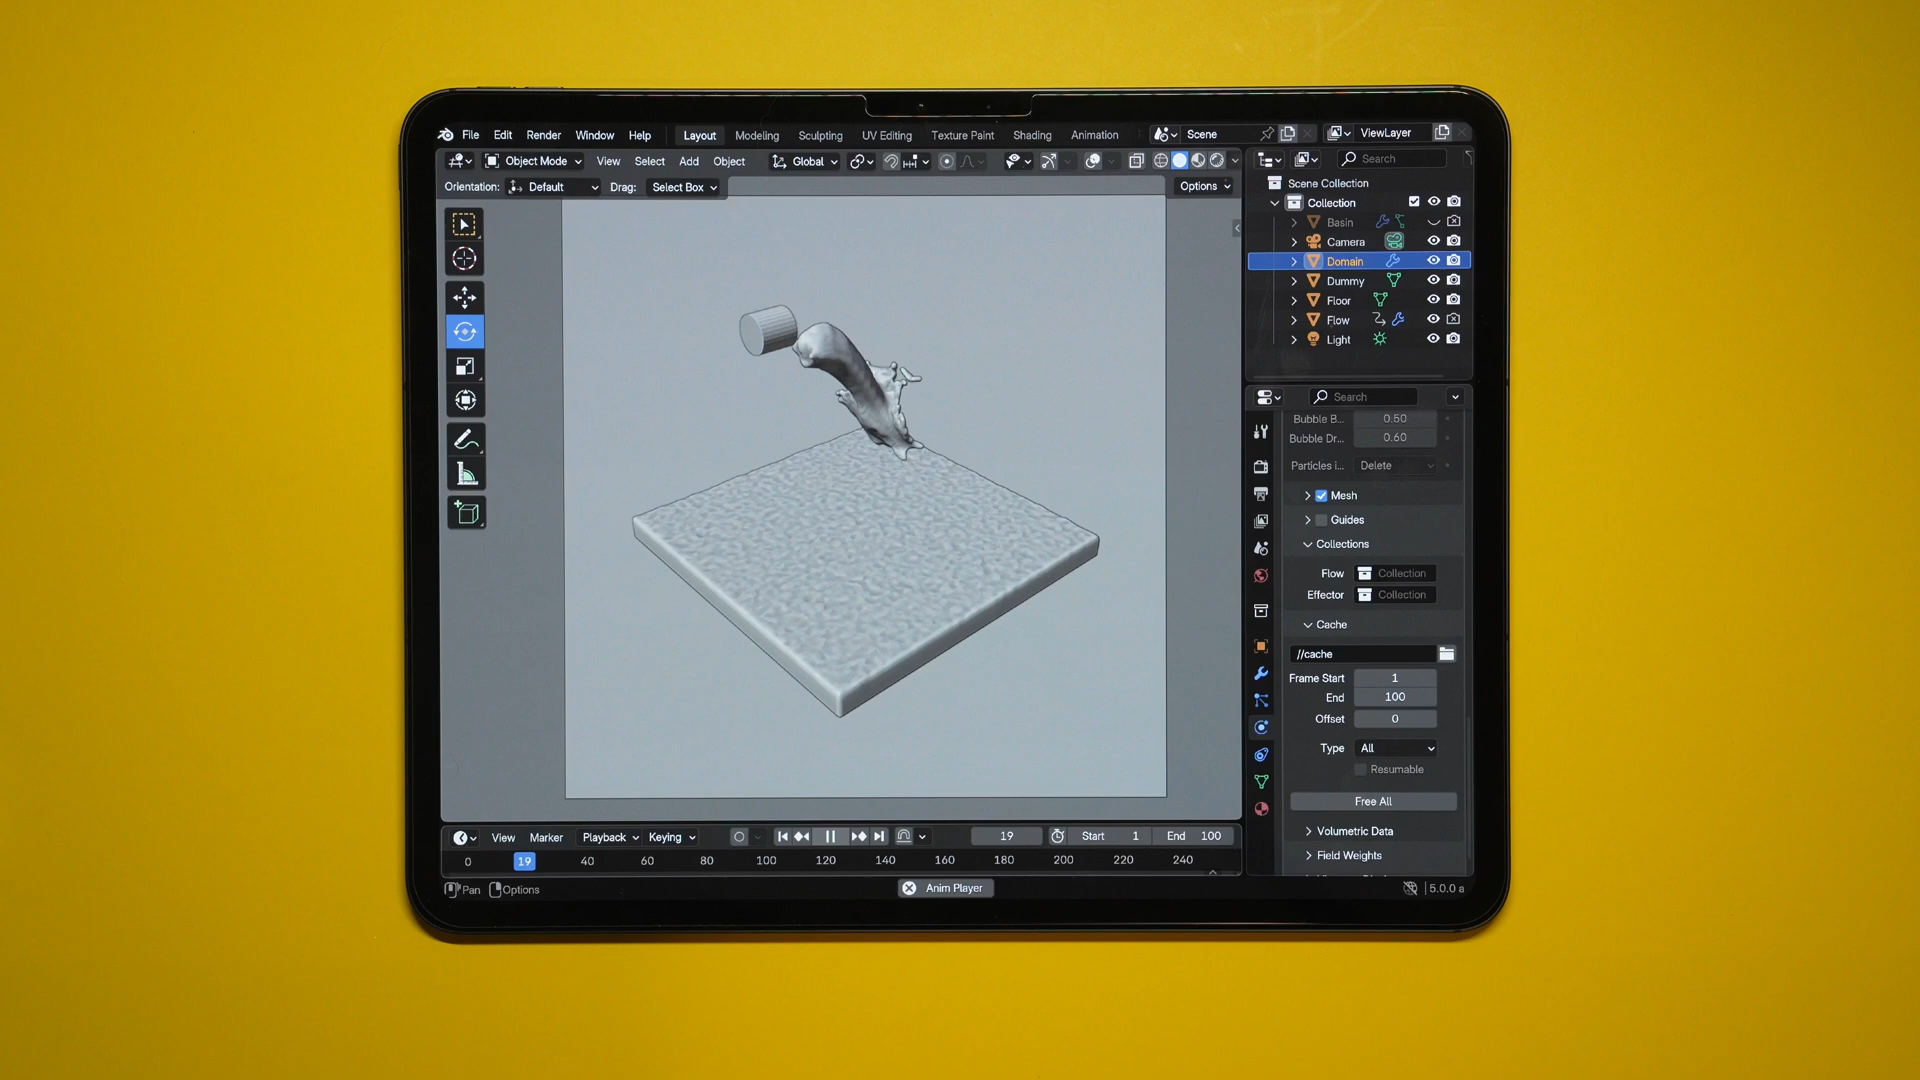 File Edit Render Window Help Layout Modeling Sculpting UV Editing Texture Paint Shading Animation Scene ViewLayer
Object Mode View Select Add Object Global Search
Orientation: Default Drag: Select Box Options
Scene Collection
Collection
Basin
Camera
Domain
Dummy
Floor
Flow
Light
Search
Bubble B... 0.50
Bubble Dr... 0.60
Particles i... Delete
Mesh
Guides
Collections
Flow Collection
Effector Collection
Cache
//cache
Frame Start 1
End 100
Offset 0
Type All
Resumable
Free All
Volumetric Data
Field Weights
View Marker Playback Keying 19 Start 1 End 100
0 19 40 60 80 100 120 140 160 180 200 220 240
Pan Options Anim Player 5.0.0 a